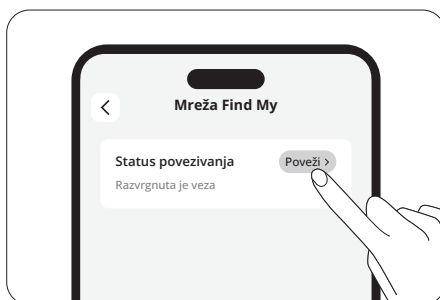 Mreža Find My
Status povezivanja
Poveži >
Razvrgnuta je veza